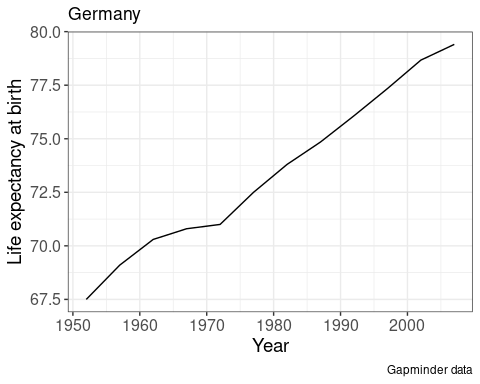 Germany
80.0
77.5
75.0
72.5
70.0
67.5
Life expectancy at birth
1950 1960 1970 1980 1990 2000
Year
Gapminder data